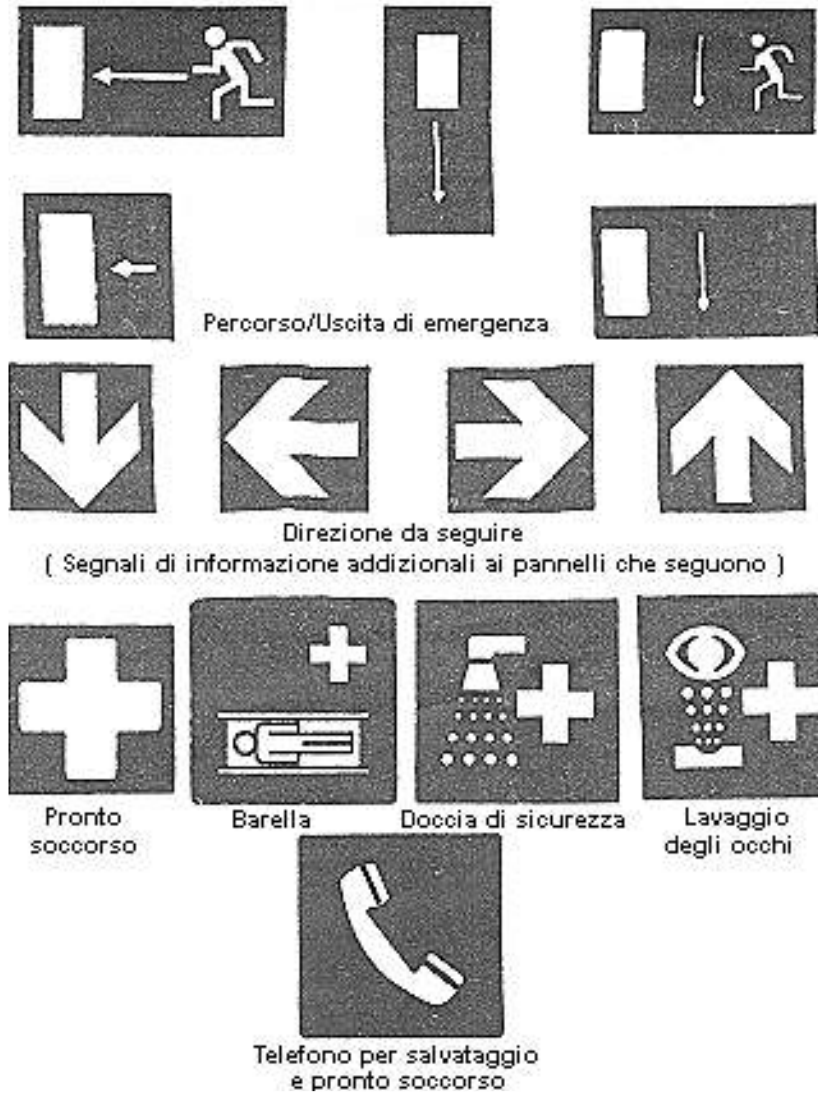 Percorso/Uscita di emergenza
Direzione da seguire
( Segnali di informazione addizionali ai pannelli che seguono )
Pronto
soccorso
Barella
Doccia di sicurezza
Lavaggio
degli occhi
Telefono per salvataggio
e pronto soccorso